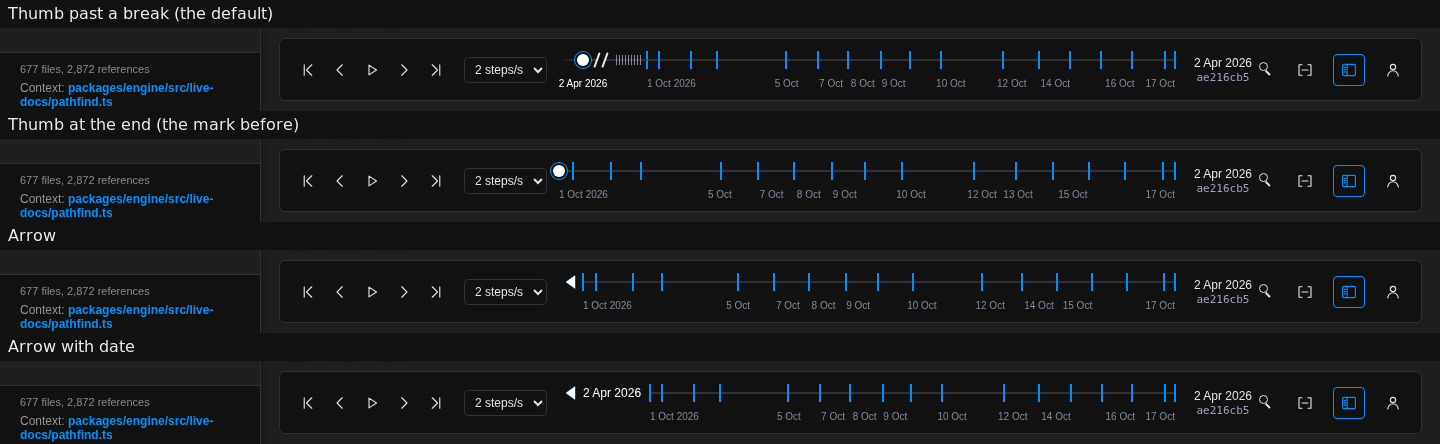 Thumb past a break (the default)
677 files, 2,872 references
Context: packages/engine/src/live-
docs/pathfind.ts
2 steps/s
2 Apr 2026
1 Oct 2026 5 Oct 7 Oct 8 Oct 9 Oct 10 Oct 12 Oct 14 Oct 16 Oct 17 Oct
2 Apr 2026
ae216cb5
Thumb at the end (the mark before)
677 files, 2,872 references
Context: packages/engine/src/live-
docs/pathfind.ts
2 steps/s
1 Oct 2026 5 Oct 7 Oct 8 Oct 9 Oct 10 Oct 12 Oct 13 Oct 15 Oct 17 Oct
2 Apr 2026
ae216cb5
Arrow
677 files, 2,872 references
Context: packages/engine/src/live-
docs/pathfind.ts
2 steps/s
1 Oct 2026 5 Oct 7 Oct 8 Oct 9 Oct 10 Oct 12 Oct 14 Oct 15 Oct 17 Oct
2 Apr 2026
ae216cb5
Arrow with date
677 files, 2,872 references
Context: packages/engine/src/live-
docs/pathfind.ts
2 steps/s
2 Apr 2026
1 Oct 2026 5 Oct 7 Oct 8 Oct 9 Oct 10 Oct 12 Oct 14 Oct 16 Oct 17 Oct
2 Apr 2026
ae216cb5